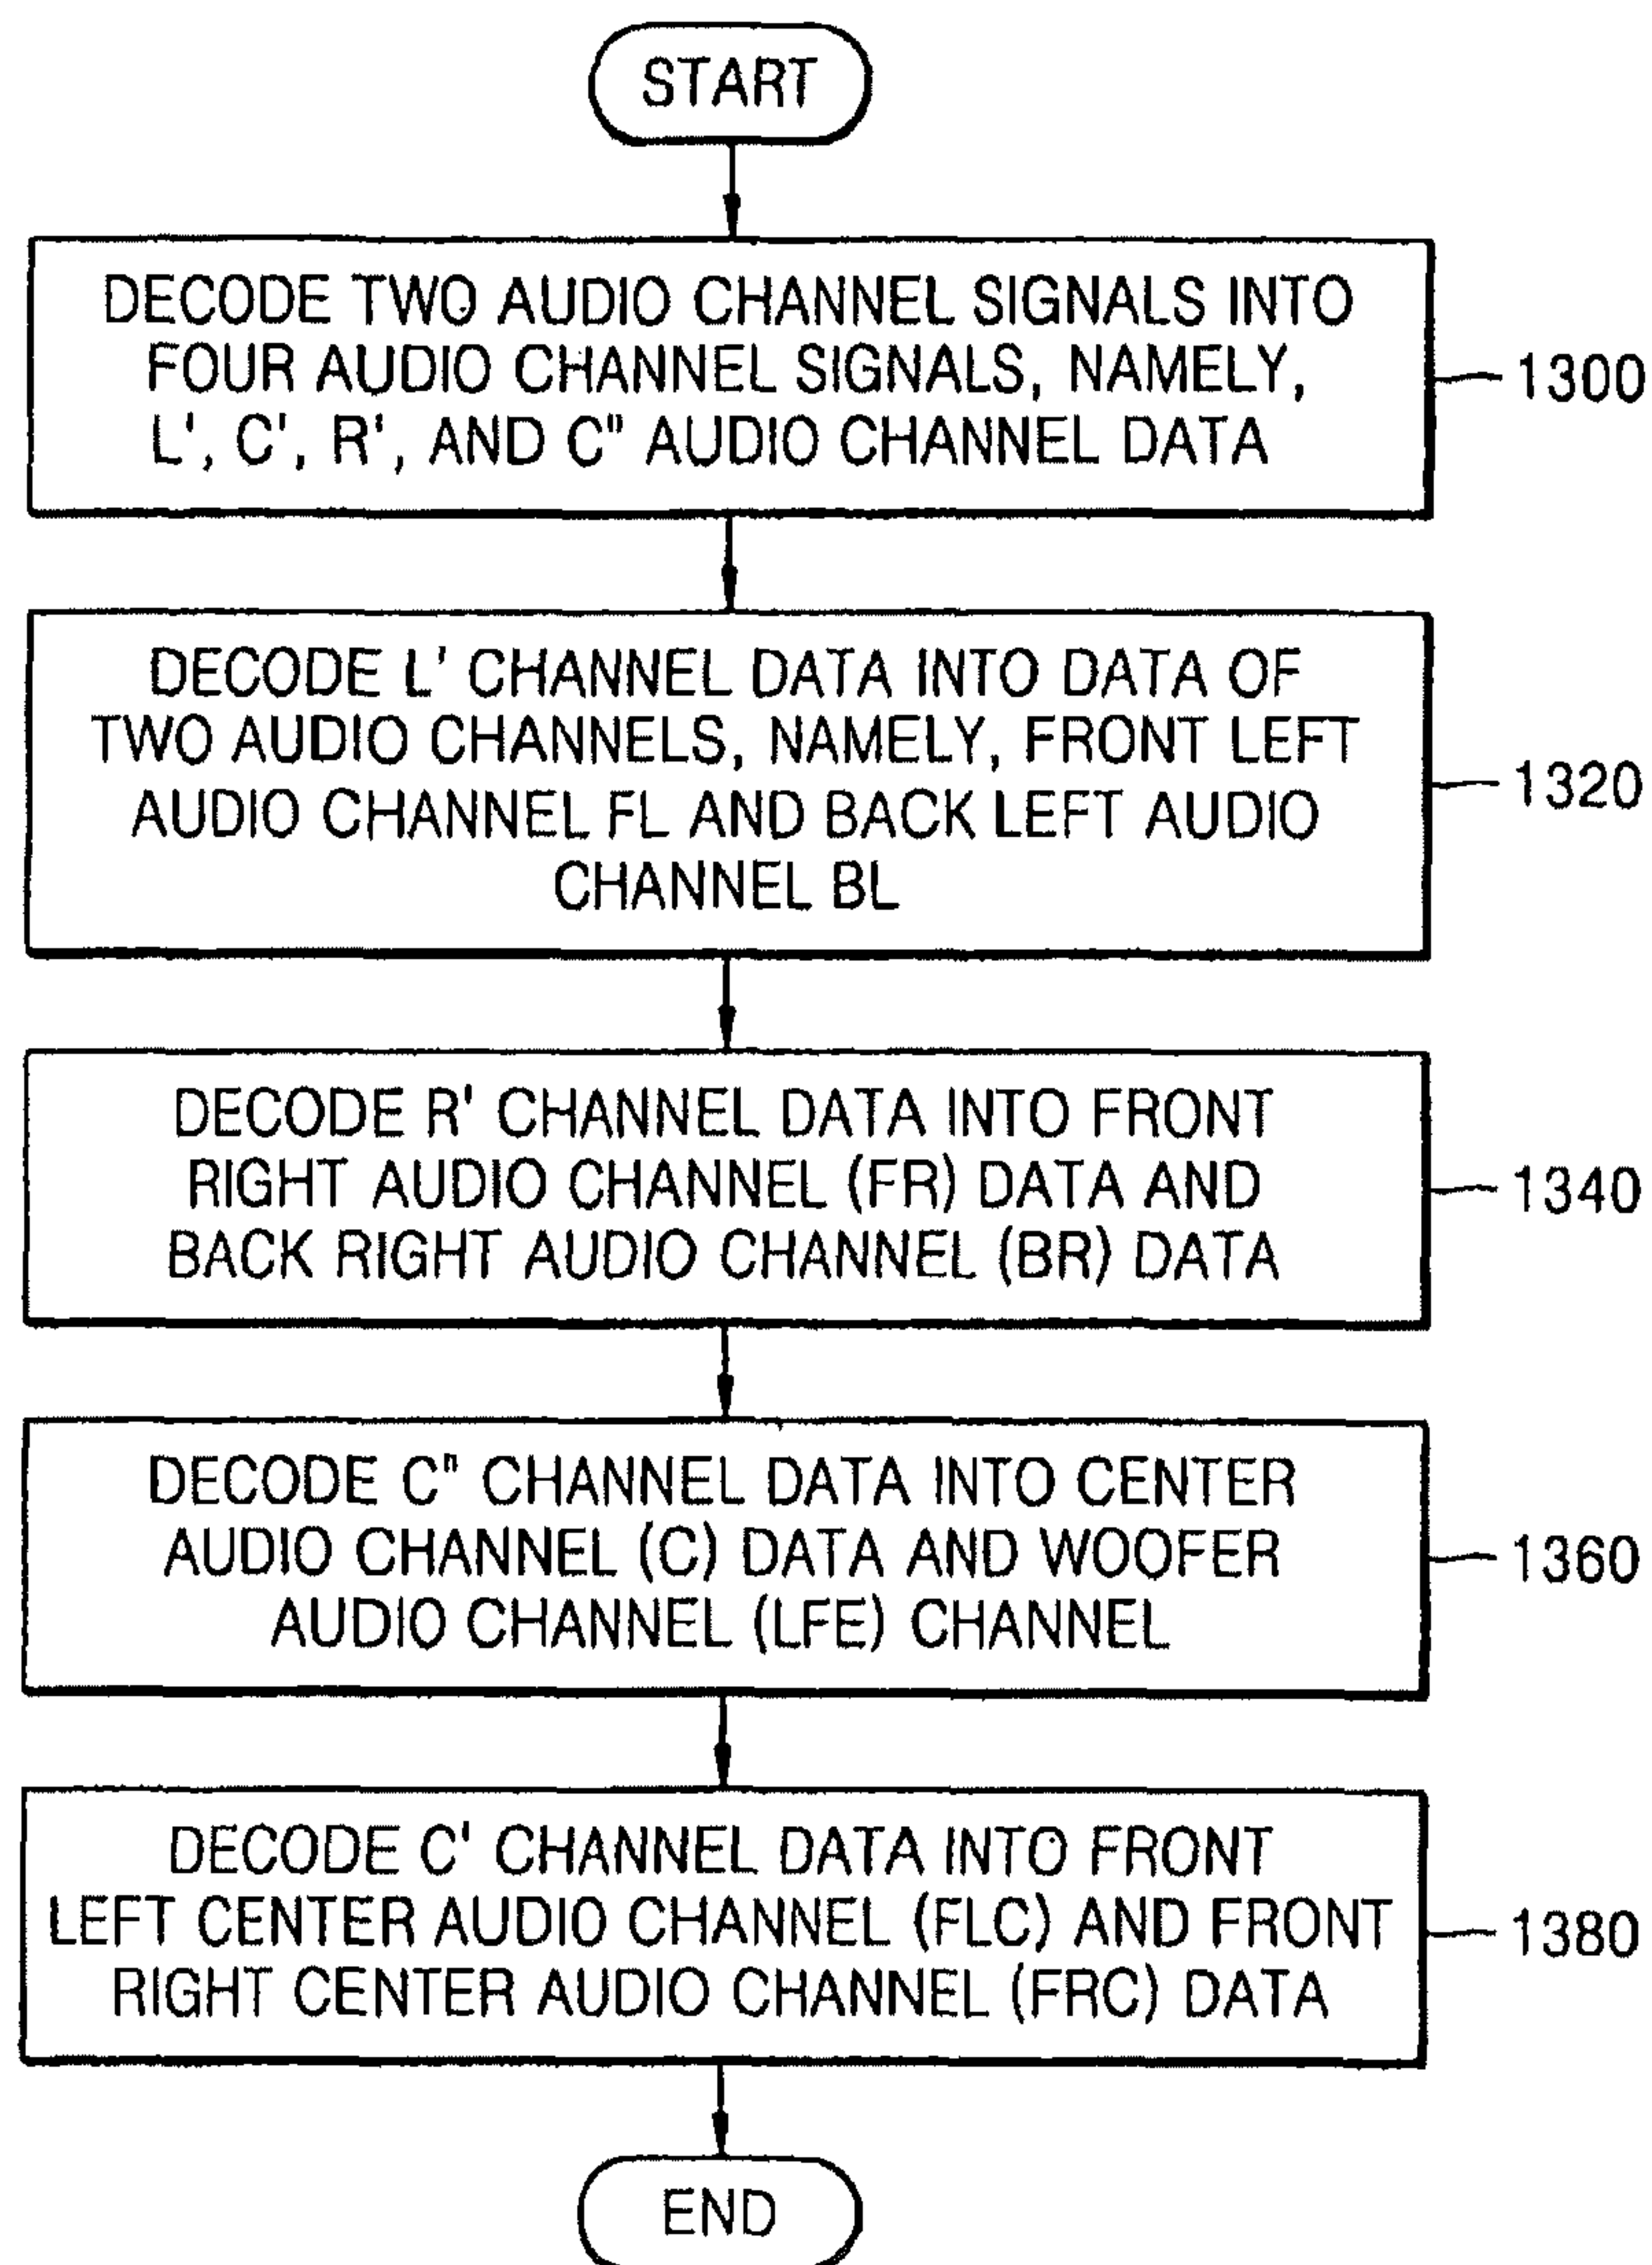 START
DECODE TWO AUDIO CHANNEL SIGNALS INTO
FOUR AUDIO CHANNEL SIGNALS, NAMELY,
L', C', R', AND C" AUDIO CHANNEL DATA
1300
DECODE L' CHANNEL DATA INTO DATA OF
TWO AUDIO CHANNELS, NAMELY, FRONT LEFT
AUDIO CHANNEL FL AND BACK LEFT AUDIO
CHANNEL BL
1320
DECODE R' CHANNEL DATA INTO FRONT
RIGHT AUDIO CHANNEL (FR) DATA AND
BACK RIGHT AUDIO CHANNEL (BR) DATA
1340
DECODE C" CHANNEL DATA INTO CENTER
AUDIO CHANNEL (C) DATA AND WOOFER
AUDIO CHANNEL (LFE) CHANNEL
1360
DECODE C' CHANNEL DATA INTO FRONT
LEFT CENTER AUDIO CHANNEL (FLC) AND FRONT
RIGHT CENTER AUDIO CHANNEL (FRC) DATA
1380
END